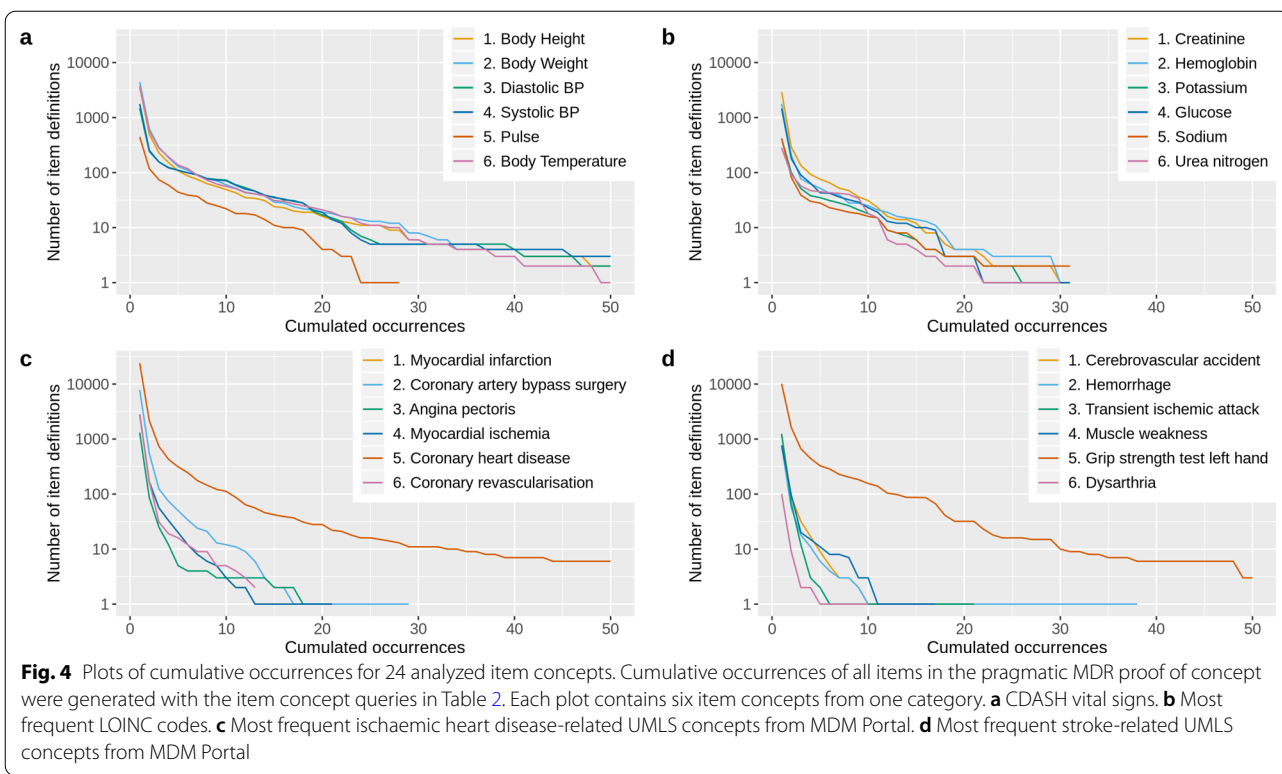 a
Number of item definitions
10000
1000
100
10
1
0 10 20 30 40 50
Cumulated occurrences
1. Body Height
2. Body Weight
3. Diastolic BP
4. Systolic BP
5. Pulse
6. Body Temperature
b
Number of item definitions
10000
1000
100
10
1
0 10 20 30 40 50
Cumulated occurrences
1. Creatinine
2. Hemoglobin
3. Potassium
4. Glucose
5. Sodium
6. Urea nitrogen
c
Number of item definitions
10000
1000
100
10
1
0 10 20 30 40 50
Cumulated occurrences
1. Myocardial infarction
2. Coronary artery bypass surgery
3. Angina pectoris
4. Myocardial ischemia
5. Coronary heart disease
6. Coronary revascularisation
d
Number of item definitions
10000
1000
100
10
1
0 10 20 30 40 50
Cumulated occurrences
1. Cerebrovascular accident
2. Hemorrhage
3. Transient ischemic attack
4. Muscle weakness
5. Grip strength test left hand
6. Dysarthria
Fig. 4 Plots of cumulative occurrences for 24 analyzed item concepts. Cumulative occurrences of all items in the pragmatic MDR proof of concept
were generated with the item concept queries in Table 2. Each plot contains six item concepts from one category. a CDASH vital signs. b Most
frequent LOINC codes. c Most frequent ischaemic heart disease-related UMLS concepts from MDM Portal. d Most frequent stroke-related UMLS
concepts from MDM Portal